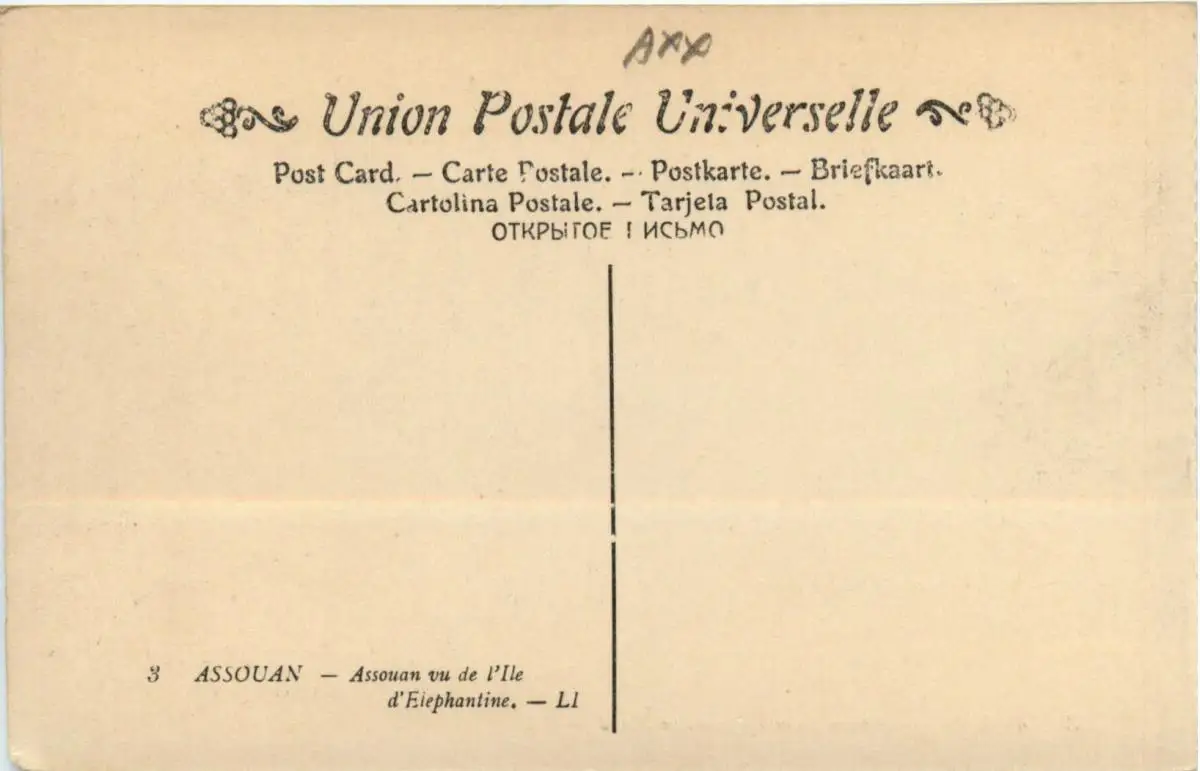 AXX
Union Postale Universelle
Post Card. — Carte Postale. — Postkarte. — Briefkaart.
Cartolina Postale. — Tarjeta Postal.
ОТКРЫТОЕ ПИСЬМО
3 ASSOUAN — Assouan vu de l'Ile
d'Elephantine. — LL